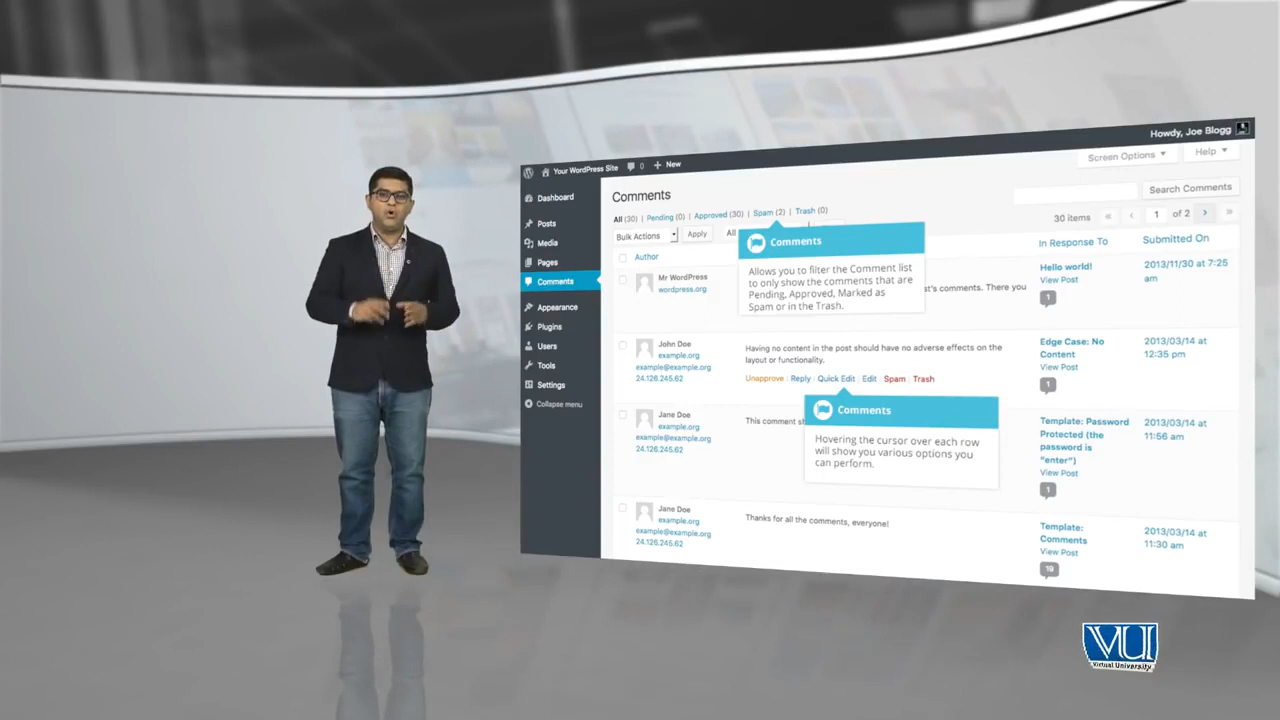 Howdy, Joe Blogg
Your WordPress Site 0 + New
Screen Options ▼ Help ▼
Dashboard
Posts
Media
Pages
Comments
Appearance
Plugins
Users
Tools
Settings
Collapse menu
Comments
Search Comments
All (30) | Pending (0) | Approved (30) | Spam (2) | Trash (0)
Bulk Actions Apply All
30 items « ‹ 1 of 2 › »
Author
In Response To
Submitted On
Comments
Allows you to filter the Comment list
to only show the comments that are
Pending, Approved, Marked as
Spam or in the Trash.
Mr WordPress
wordpress.org
t's comments. There you
Hello world!
View Post
1
2013/11/30 at 7:25
am
John Doe
example.org
example@example.org
24.126.245.62
Having no content in the post should have no adverse effects on the
layout or functionality.
Unapprove | Reply | Quick Edit | Edit | Spam | Trash
Edge Case: No
Content
View Post
1
2013/03/14 at
12:35 pm
Comments
Hovering the cursor over each row
will show you various options you
can perform.
Jane Doe
example.org
example@example.org
24.126.245.62
This comment
Template: Password
Protected (the
password is
"enter")
View Post
1
2013/03/14 at
11:56 am
Jane Doe
example.org
example@example.org
24.126.245.62
Thanks for all the comments, everyone!
Template:
Comments
View Post
19
2013/03/14 at
11:30 am
VU
Virtual University